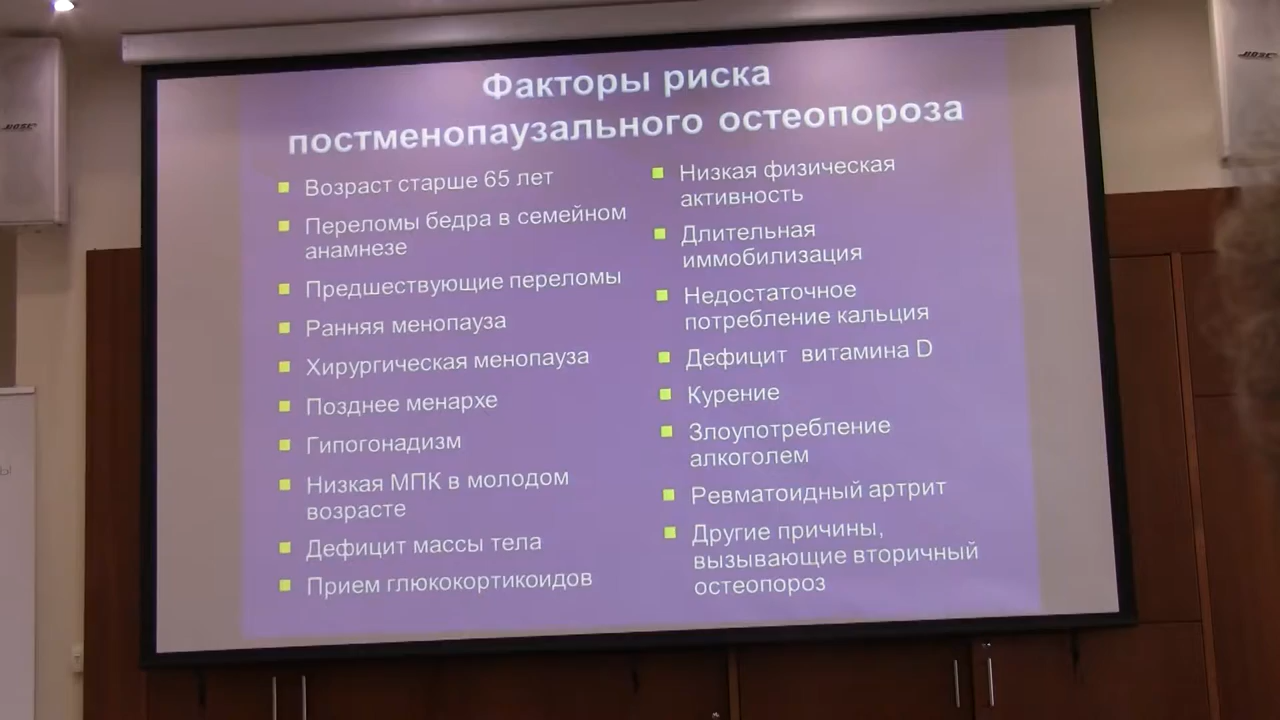 Факторы риска
постменопаузального остеопороза
Возраст старше 65 лет
Переломы бедра в семейном
анамнезе
Предшествующие переломы
Ранняя менопауза
Хирургическая менопауза
Позднее менархе
Гипогонадизм
Низкая МПК в молодом
возрасте
Дефицит массы тела
Прием глюкокортикоидов
Низкая физическая
активность
Длительная
иммобилизация
Недостаточное
потребление кальция
Дефицит витамина D
Курение
Злоупотребление
алкоголем
Ревматоидный артрит
Другие причины,
вызывающие вторичный
остеопороз
BOSE
BOSE